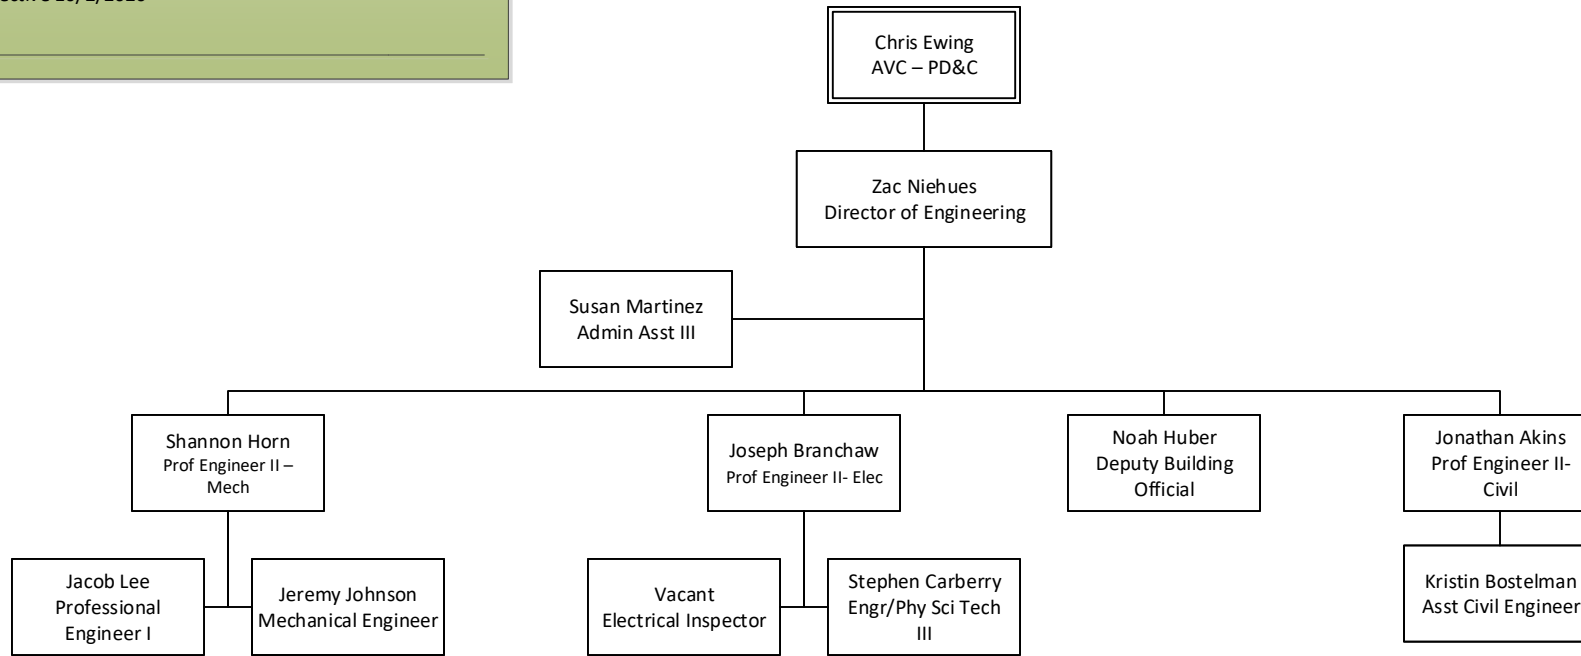 Chris Ewing
AVC – PD&C
Zac Niehues
Director of Engineering
Susan Martinez
Admin Asst III
Shannon Horn
Prof Engineer II –
Mech
Joseph Branchaw
Prof Engineer II- Elec
Noah Huber
Deputy Building
Official
Jonathan Akins
Prof Engineer II-
Civil
Jacob Lee
Professional
Engineer I
Jeremy Johnson
Mechanical Engineer
Vacant
Electrical Inspector
Stephen Carberry
Engr/Phy Sci Tech
III
Kristin Bostelman
Asst Civil Engineer